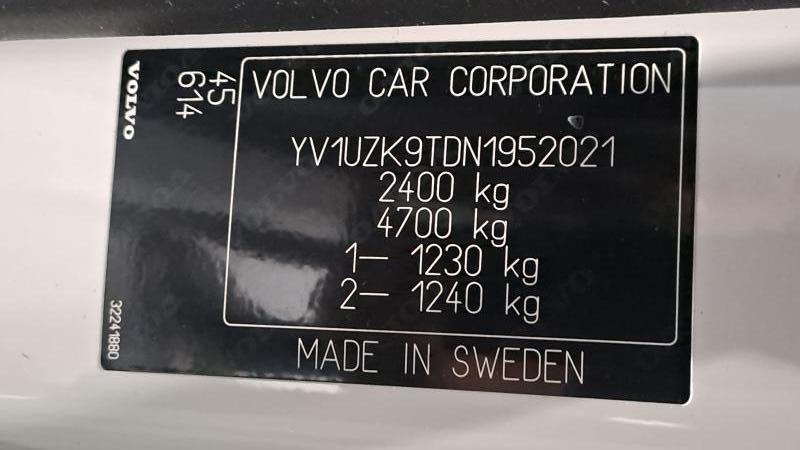 VOLVO
45
614
VOLVO CAR CORPORATION
YV1UZK9TDN1952021
2400 kg
4700 kg
1– 1230 kg
2– 1240 kg
MADE IN SWEDEN
32241880